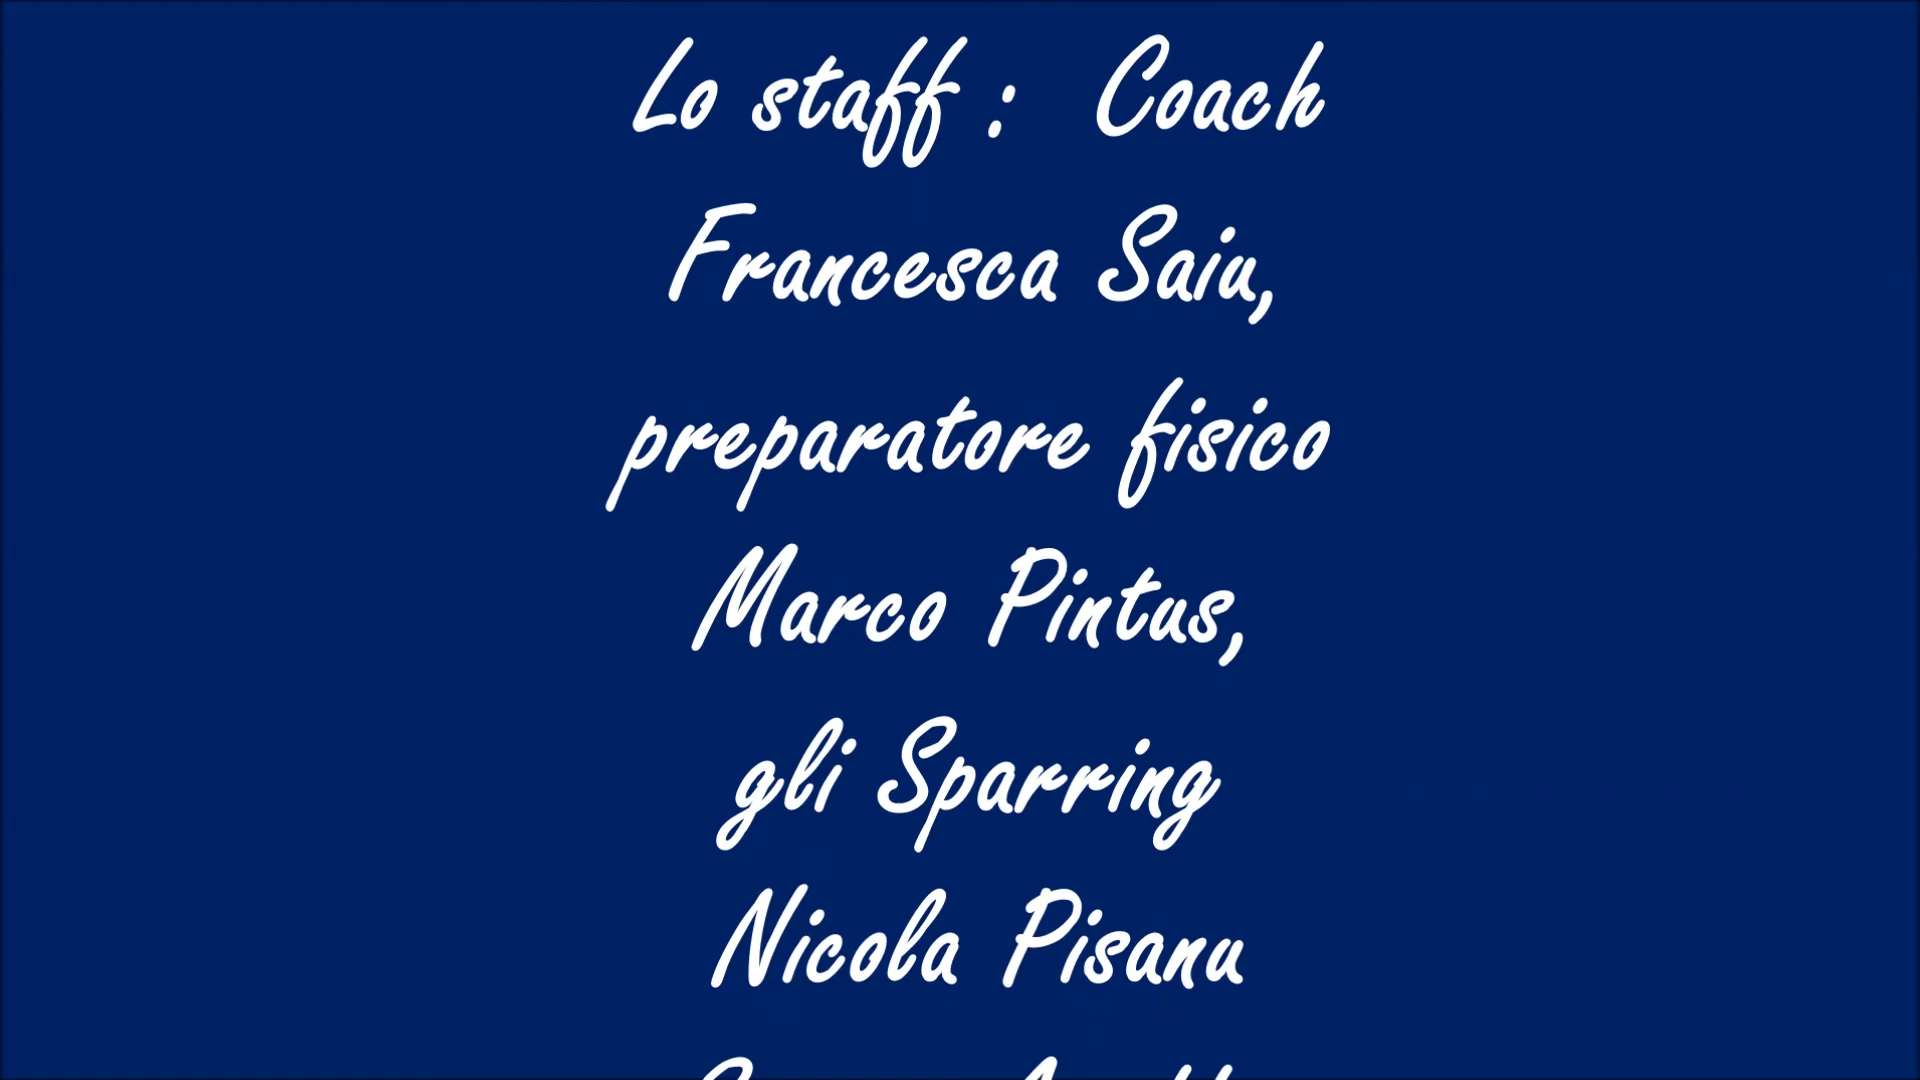 Lo staff : Coach
Francesca Saiu,
preparatore fisico
Marco Pintus,
gli Sparring
Nicola Pisanu